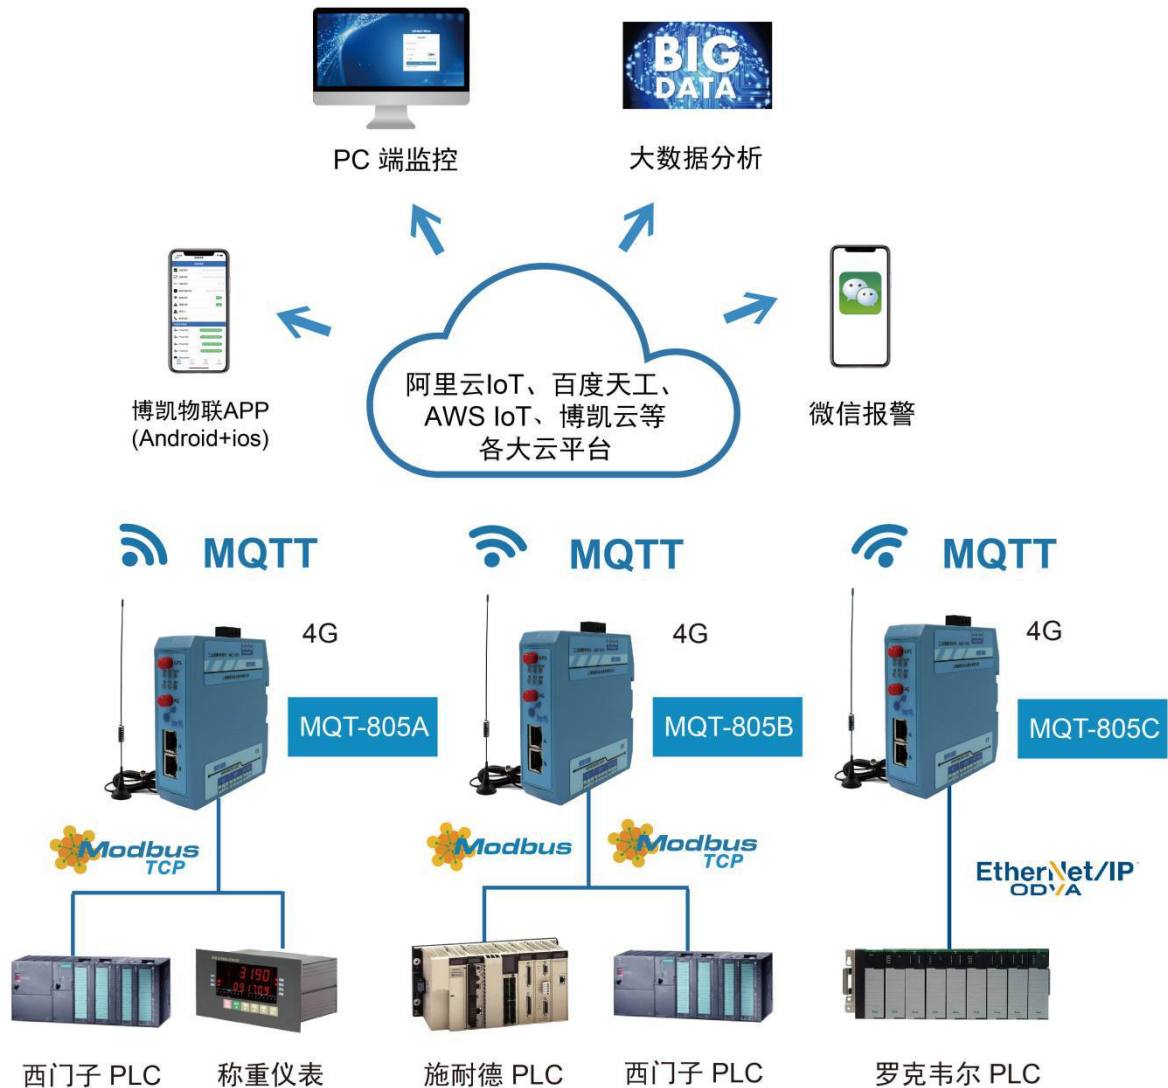 BIG
DATA
PC 端监控
大数据分析
阿里云IoT、百度天工、
AWS IoT、博凯云等
各大云平台
博凯物联APP
(Android+ios)
微信报警
MQTT
MQTT
MQTT
4G
4G
4G
MQT-805A
MQT-805B
MQT-805C
Modbus
TCP
Modbus
Modbus
TCP
EtherNet/IP
ODVA
3190
西门子 PLC
称重仪表
施耐德 PLC
西门子 PLC
罗克韦尔 PLC